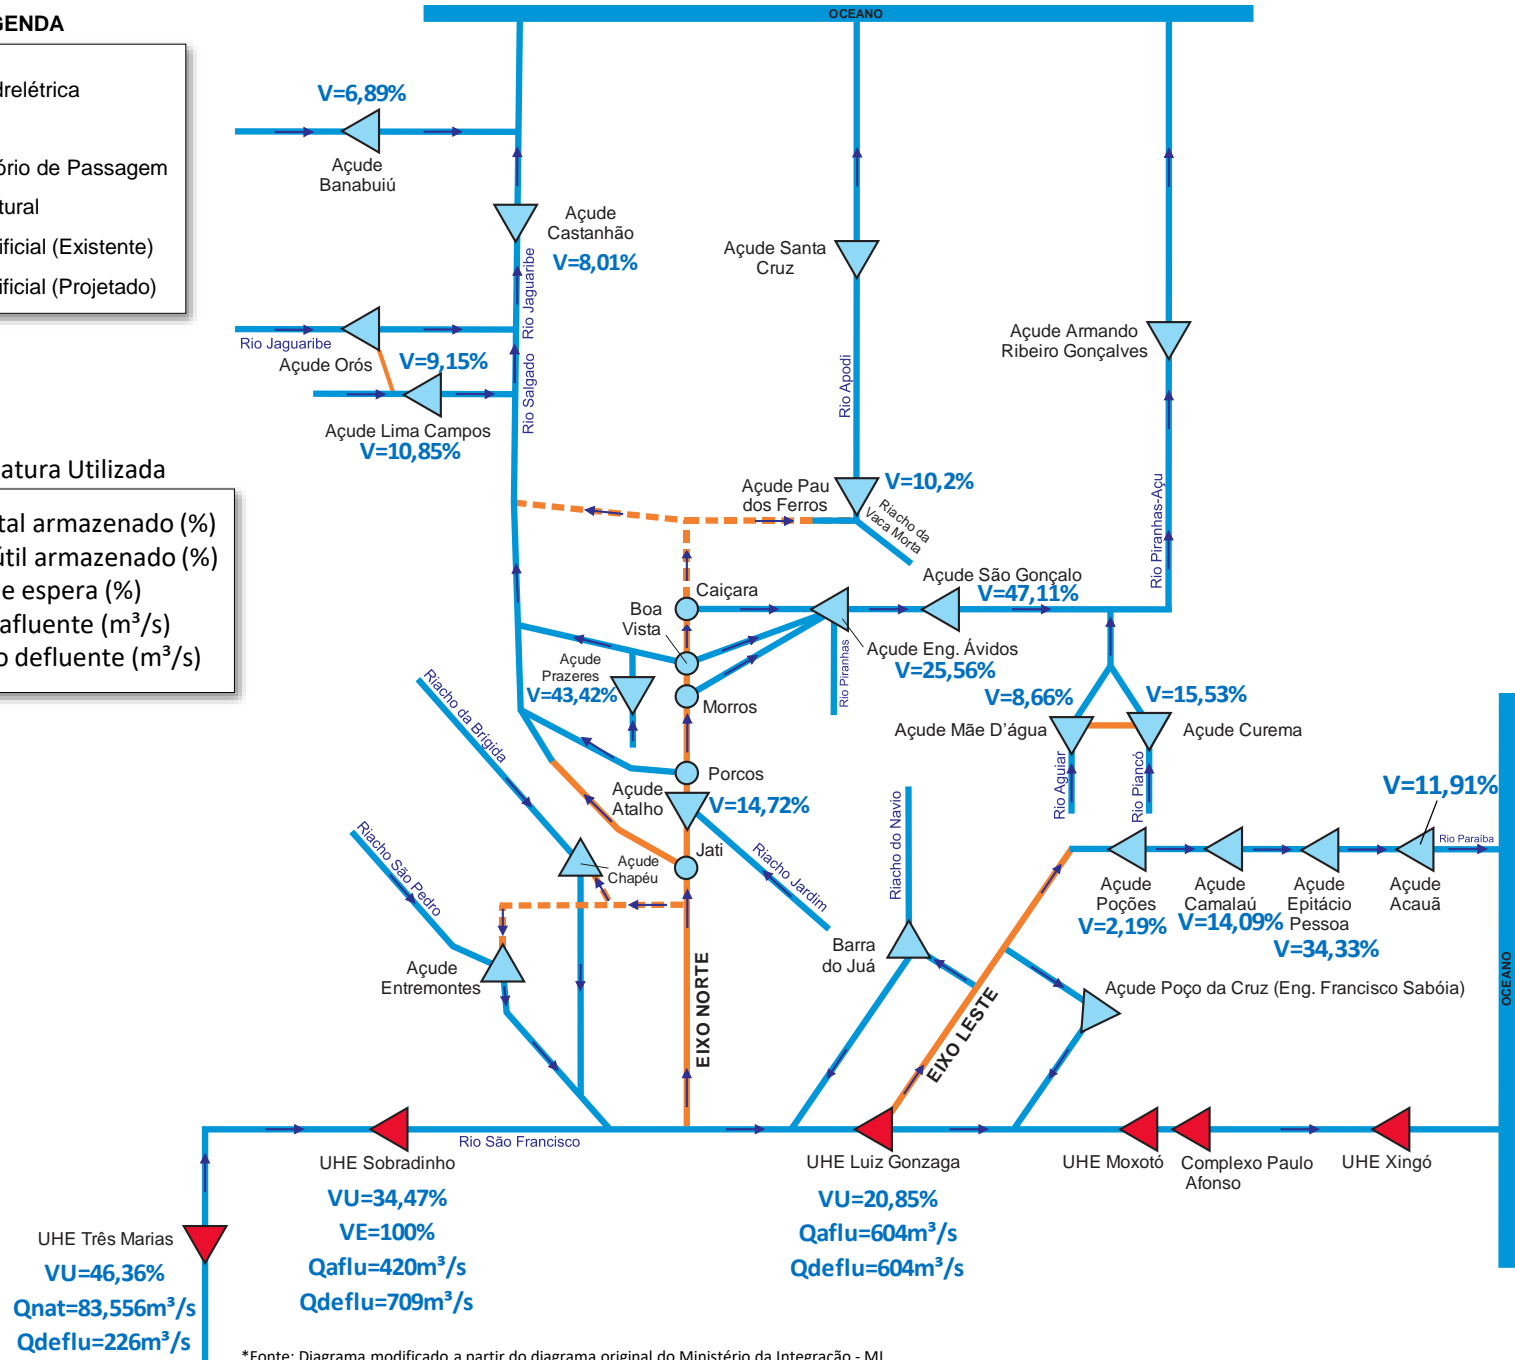 OCEANO
GENDA
drelétrica
ório de Passagem
tural
ificial (Existente)
ificial (Projetado)
V=6,89%
Açude
Banabuiú
Açude
Castanhão
V=8,01%
Rio Jaguaribe
Rio Jaguaribe
Açude Orós
V=9,15%
Rio Salgado
Açude Lima Campos
V=10,85%
Açude Santa
Cruz
Rio Apodi
Açude Armando
Ribeiro Gonçalves
Rio Piranhas-Açu
atura Utilizada
tal armazenado (%)
útil armazenado (%)
e espera (%)
afluente (m³/s)
o defluente (m³/s)
Açude Pau
dos Ferros
V=10,2%
Riacho da
Vaca Morta
Caiçara
Boa
Vista
Açude São Gonçalo
V=47,11%
Açude Eng. Ávidos
V=25,56%
Rio Piranhas
Açude
Prazeres
V=43,42%
Morros
Porcos
Açude
Atalho
V=14,72%
Jati
Riacho Jardim
Riacho da Brígida
Riacho São Pedro
Açude
Chapéu
Açude
Entremontes
V=8,66%
Açude Mãe D'água
V=15,53%
Açude Curema
Rio Aguiar
Rio Piancó
V=11,91%
Rio Paraíba
Açude
Poções
V=2,19%
Açude
Camalaú
V=14,09%
Açude
Epitácio
Pessoa
V=34,33%
Açude
Acauã
Riacho do Navio
Barra
do Juá
Açude Poço da Cruz (Eng. Francisco Sabóia)
OCEANO
EIXO NORTE
EIXO LESTE
Rio São Francisco
UHE Sobradinho
VU=34,47%
VE=100%
Qaflu=420m³/s
Qdeflu=709m³/s
UHE Luiz Gonzaga
VU=20,85%
Qaflu=604m³/s
Qdeflu=604m³/s
UHE Moxotó
Complexo Paulo
Afonso
UHE Xingó
UHE Três Marias
VU=46,36%
Qnat=83,556m³/s
Qdeflu=226m³/s
*Fonte: Diagrama modificado a partir do diagrama original do Ministério da Integração - MI